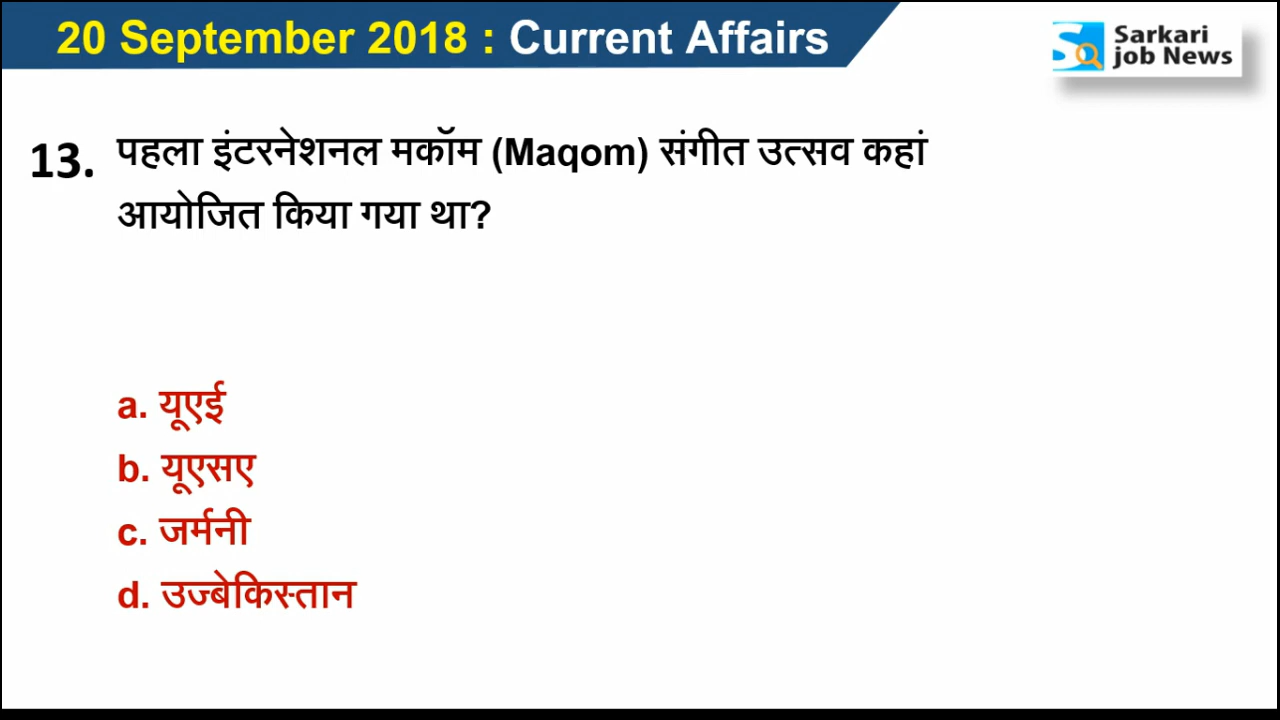 20 September 2018 : Current Affairs
Sarkari
job News
13. पहला इंटरनेशनल मकॉम (Maqom) संगीत उत्सव कहां
आयोजित किया गया था?
a. यूएई
b. यूएसए
c. जर्मनी
d. उज्बेकिस्तान